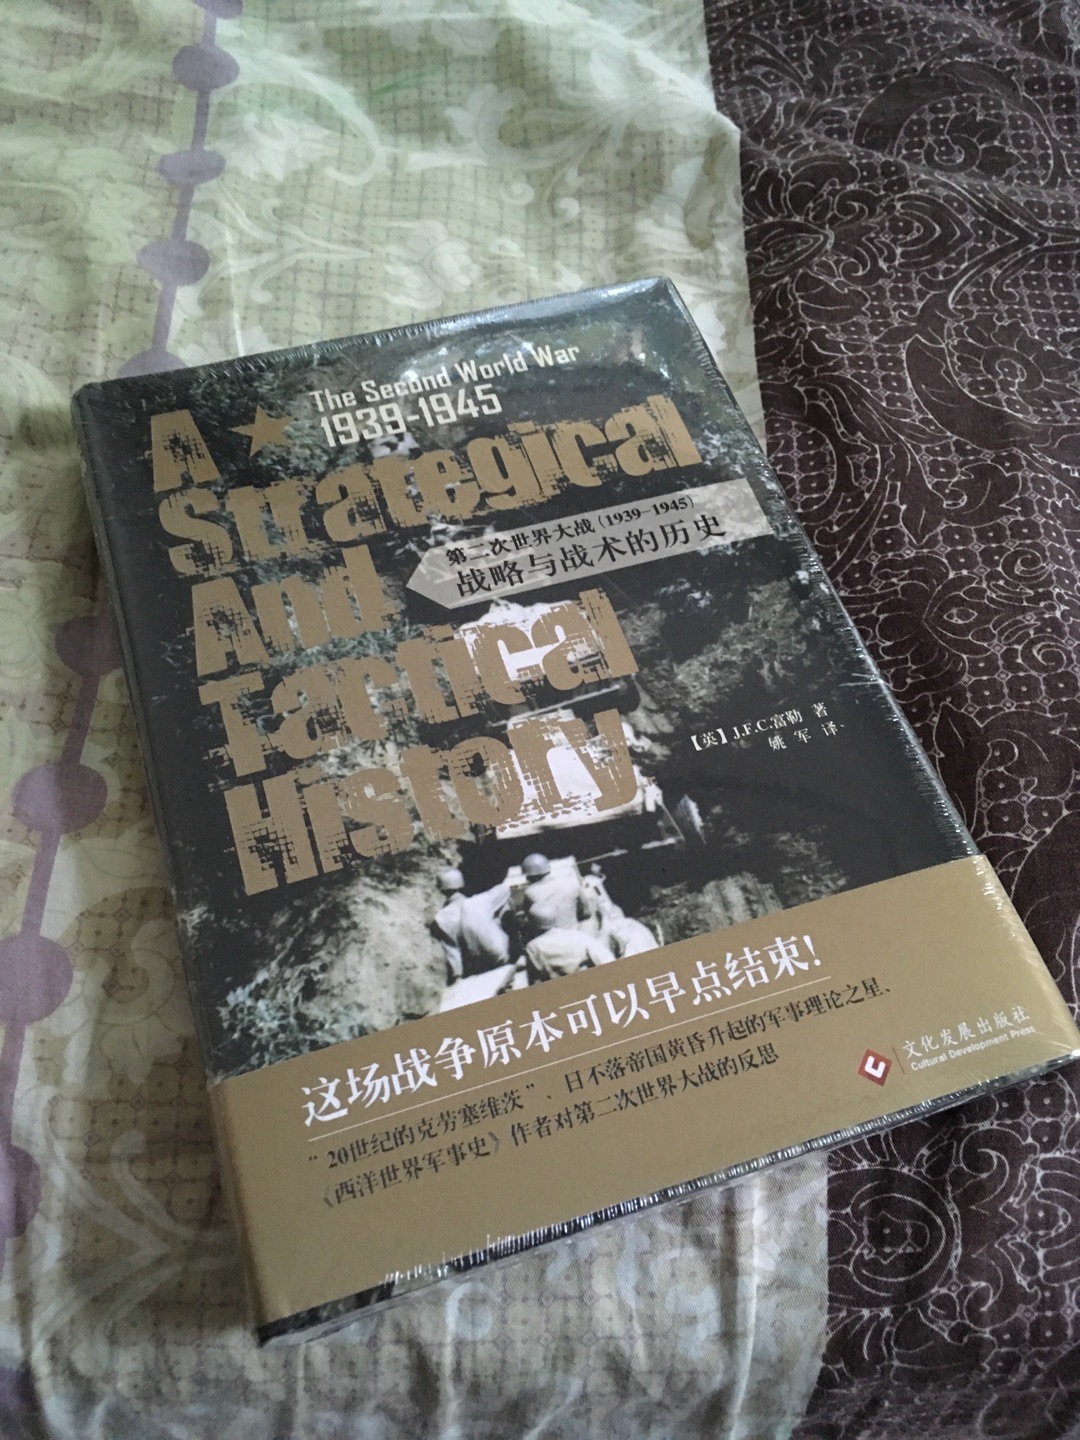 The Second World War
1939-1945
A
Strategical
And
Tactical
History
第二次世界大战(1939-1945)
战略与战术的历史
【英】J.F.C.富勒 著
姚军 译
这场战争原本可以早点结束!
“20世纪的克劳塞维茨”、日不落帝国黄昏升起的军事理论之星、
《西洋世界军事史》作者对第二次世界大战的反思
文化发展出版社
Cultural Development Press